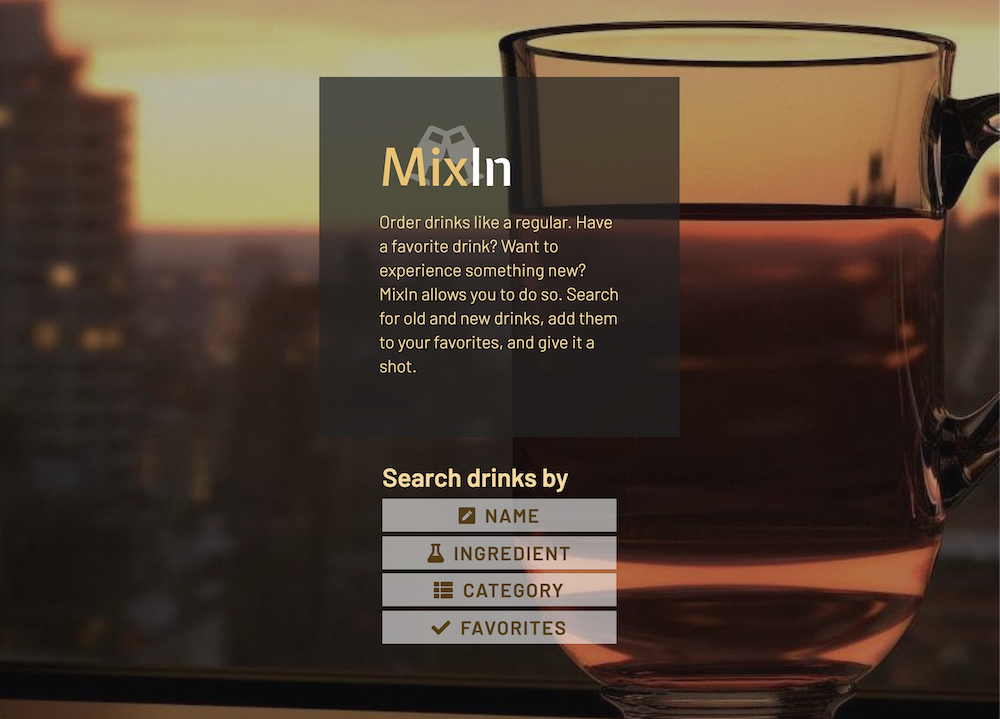 MixIn
Order drinks like a regular. Have
a favorite drink? Want to
experience something new?
MixIn allows you to do so. Search
for old and new drinks, add them
to your favorites, and give it a
shot.
Search drinks by
NAME
INGREDIENT
CATEGORY
FAVORITES